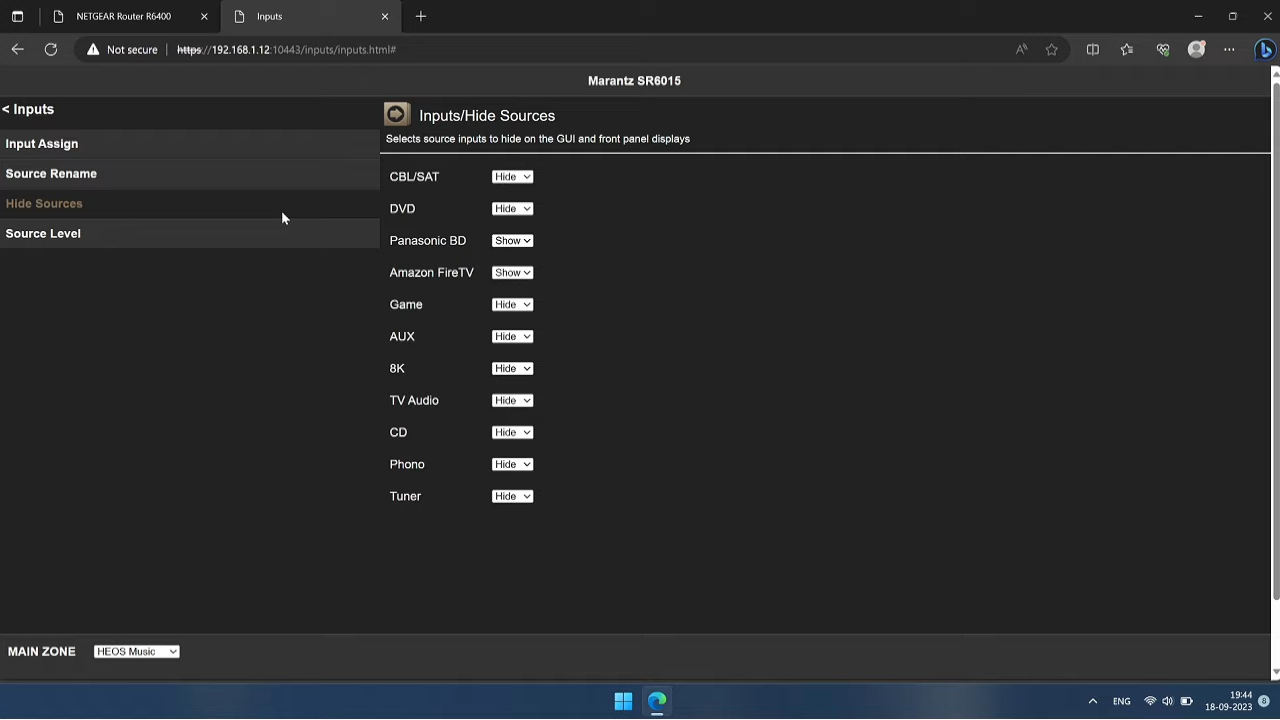 NETGEAR Router R6400
Inputs
Not secure https://192.168.1.12:10443/inputs/inputs.html#
Marantz SR6015
< Inputs
Input Assign
Source Rename
Hide Sources
Source Level
Inputs/Hide Sources
Selects source inputs to hide on the GUI and front panel displays
CBL/SAT Hide
DVD Hide
Panasonic BD Show
Amazon FireTV Show
Game Hide
AUX Hide
8K Hide
TV Audio Hide
CD Hide
Phono Hide
Tuner Hide
MAIN ZONE HEOS Music
ENG
19:44
18-09-2023
8